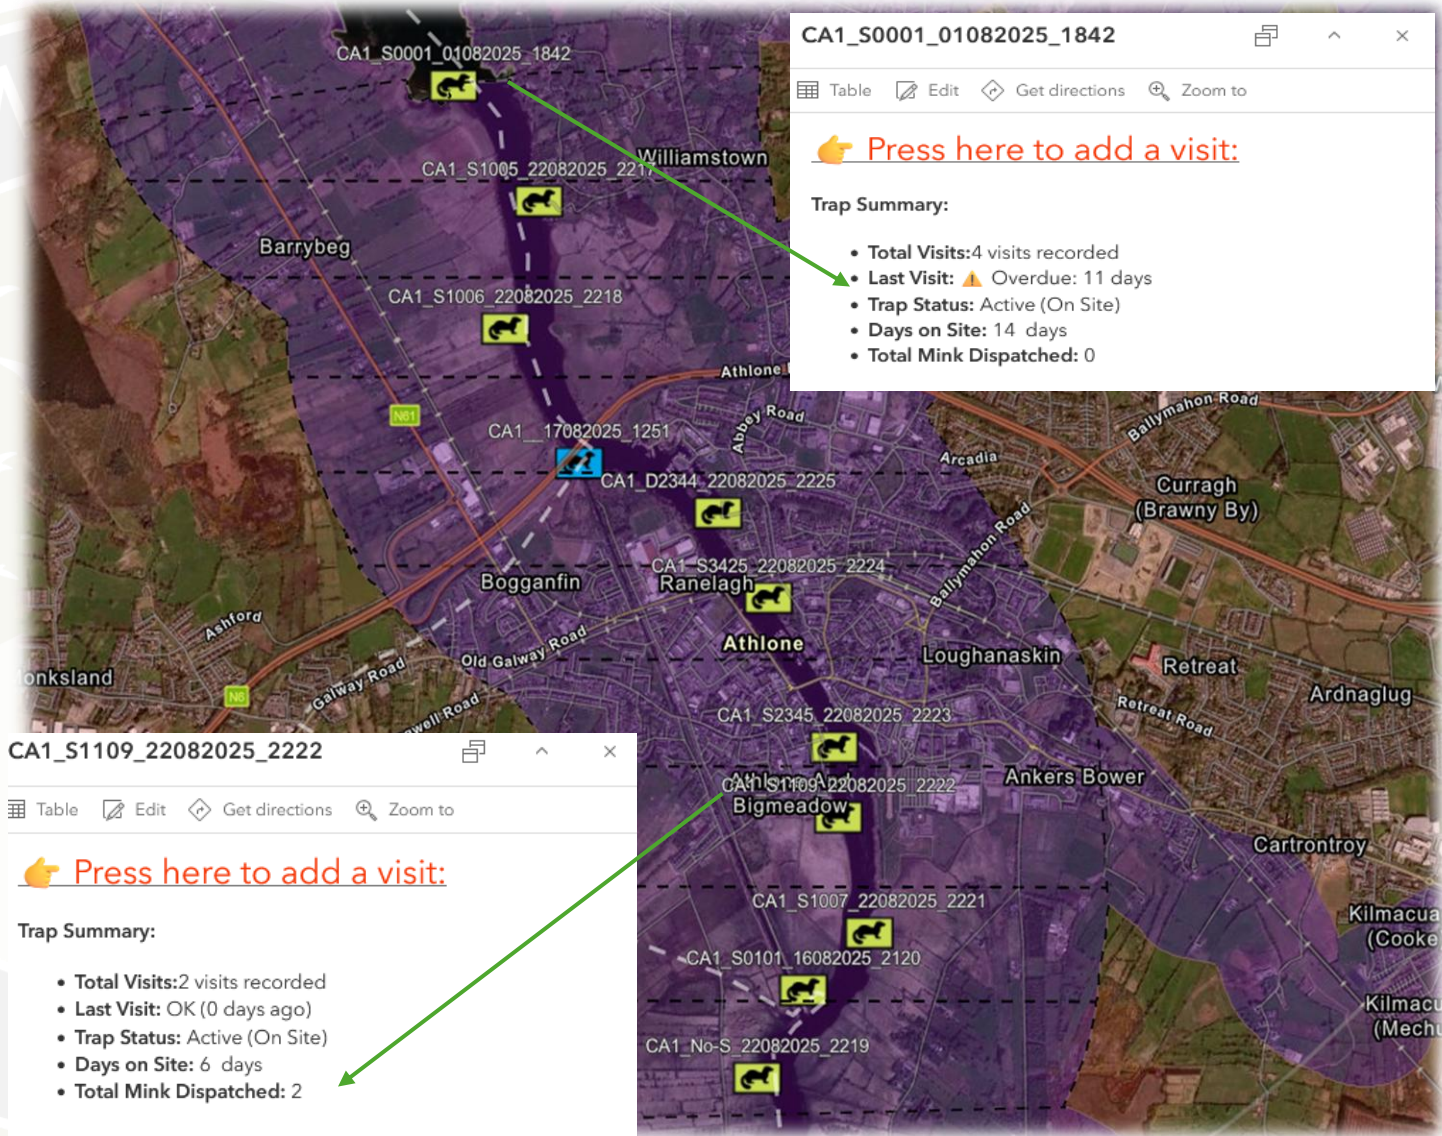 CA1_S0001_01082025_1842
Table Edit Get directions Zoom to
Press here to add a visit:
Trap Summary:
• Total Visits:4 visits recorded
• Last Visit: ⚠ Overdue: 11 days
• Trap Status: Active (On Site)
• Days on Site: 14 days
• Total Mink Dispatched: 0
CA1_S0001_01082025_1842
Williamstown
CA1_S1005_22082025_2217
Barrybeg
CA1_S1006_22082025_2218
Athlone
N61
Abbey Road
Ballymahon Road
CA1__17082025_1251
Arcadia
CA1_D2344_22082025_2225
Curragh
(Brawny By)
Ballymahon Road
CA1_S3425_22082025_2224
Bogganfin
Ranelagh
Ashford
Athlone
Old Galway Road
Loughanaskin
Retreat
Galway Road
onksland
N6
Ardnaglug
Retreat Road
well Road
CA1_S2345_22082025_2223
Ankers Bower
CA1_S1109_22082025_2222
Bigmeadow
Cartrontroy
CA1_S1007_22082025_2221
Kilmacua
(Cooke
CA1_S0101_16082025_2120
Kilmacu
(Mechu
CA1_No-S_22082025_2219
CA1_S1109_22082025_2222
Table Edit Get directions Zoom to
Press here to add a visit:
Trap Summary:
• Total Visits:2 visits recorded
• Last Visit: OK (0 days ago)
• Trap Status: Active (On Site)
• Days on Site: 6 days
• Total Mink Dispatched: 2